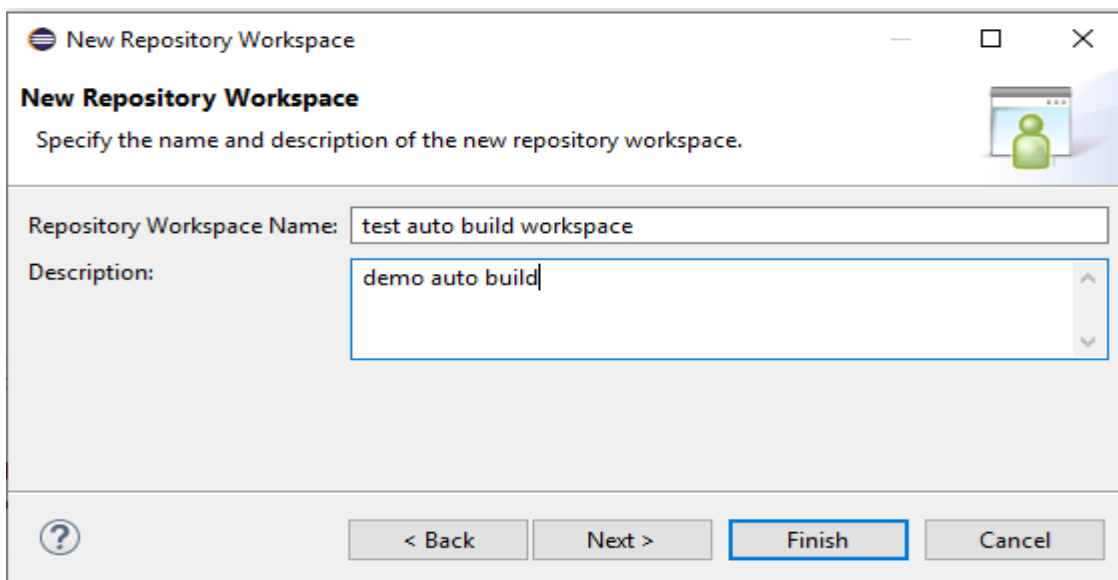 New Repository Workspace
New Repository Workspace
Specify the name and description of the new repository workspace.
Repository Workspace Name: test auto build workspace
Description: demo auto build
< Back Next > Finish Cancel